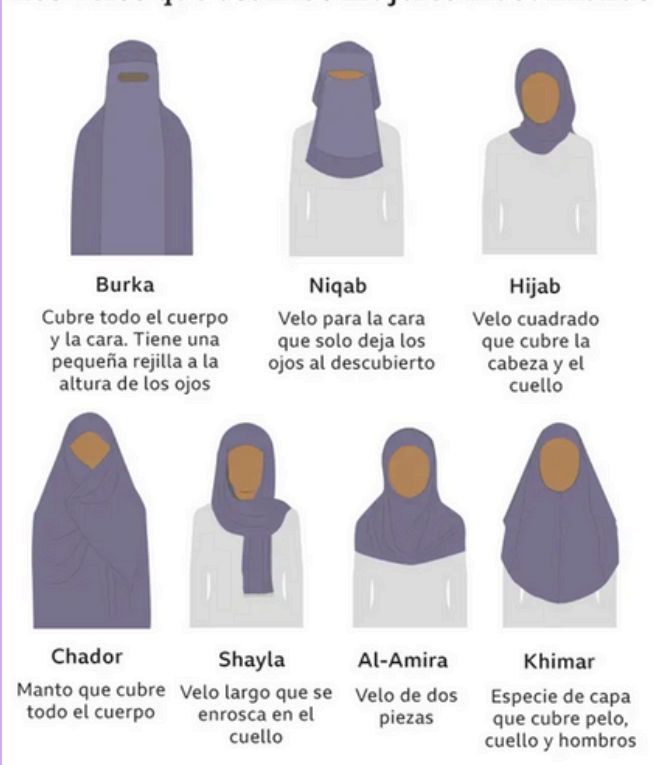 Burka
Cubre todo el cuerpo
y la cara. Tiene una
pequeña rejilla a la
altura de los ojos
Niqab
Velo para la cara
que solo deja los
ojos al descubierto
Hijab
Velo cuadrado
que cubre la
cabeza y el
cuello
Chador
Manto que cubre
todo el cuerpo
Shayla
Velo largo que se
enrosca en el
cuello
Al-Amira
Velo de dos
piezas
Khimar
Especie de capa
que cubre pelo,
cuello y hombros